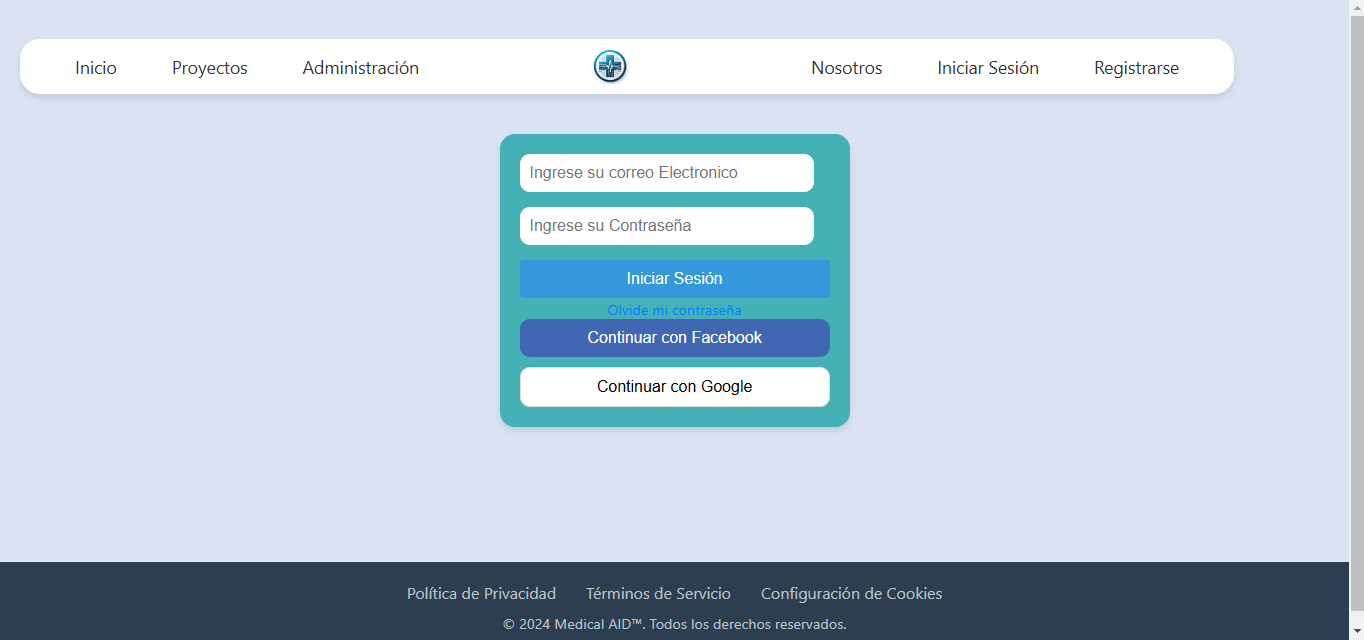 Inicio Proyectos Administración Nosotros Iniciar Sesión Registrarse
Ingrese su correo Electronico
Ingrese su Contraseña
Iniciar Sesión
Olvide mi contraseña
Continuar con Facebook
Continuar con Google
Política de Privacidad Términos de Servicio Configuración de Cookies
© 2024 Medical AID™. Todos los derechos reservados.